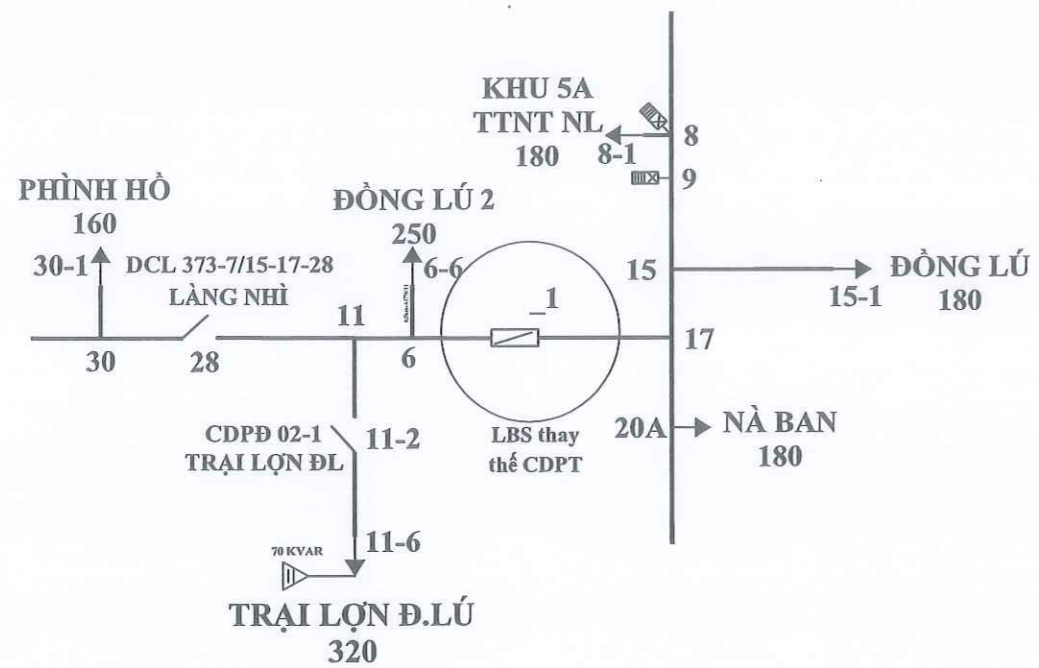 KHU 5A
TTNT NL
180
8-1
8
9
PHÌNH HỒ
160
30-1
DCL 373-7/15-17-28
LÀNG NHÌ
30
28
ĐỒNG LÚ 2
250
6-6
11
6
_1
15
15-1
ĐỒNG LÚ
180
17
LBS thay
thế CDPT
20A
NÀ BAN
180
CDPĐ 02-1
TRẠI LỢN ĐL
11-2
11-6
70 KVAR
TRẠI LỢN Đ.LÚ
320